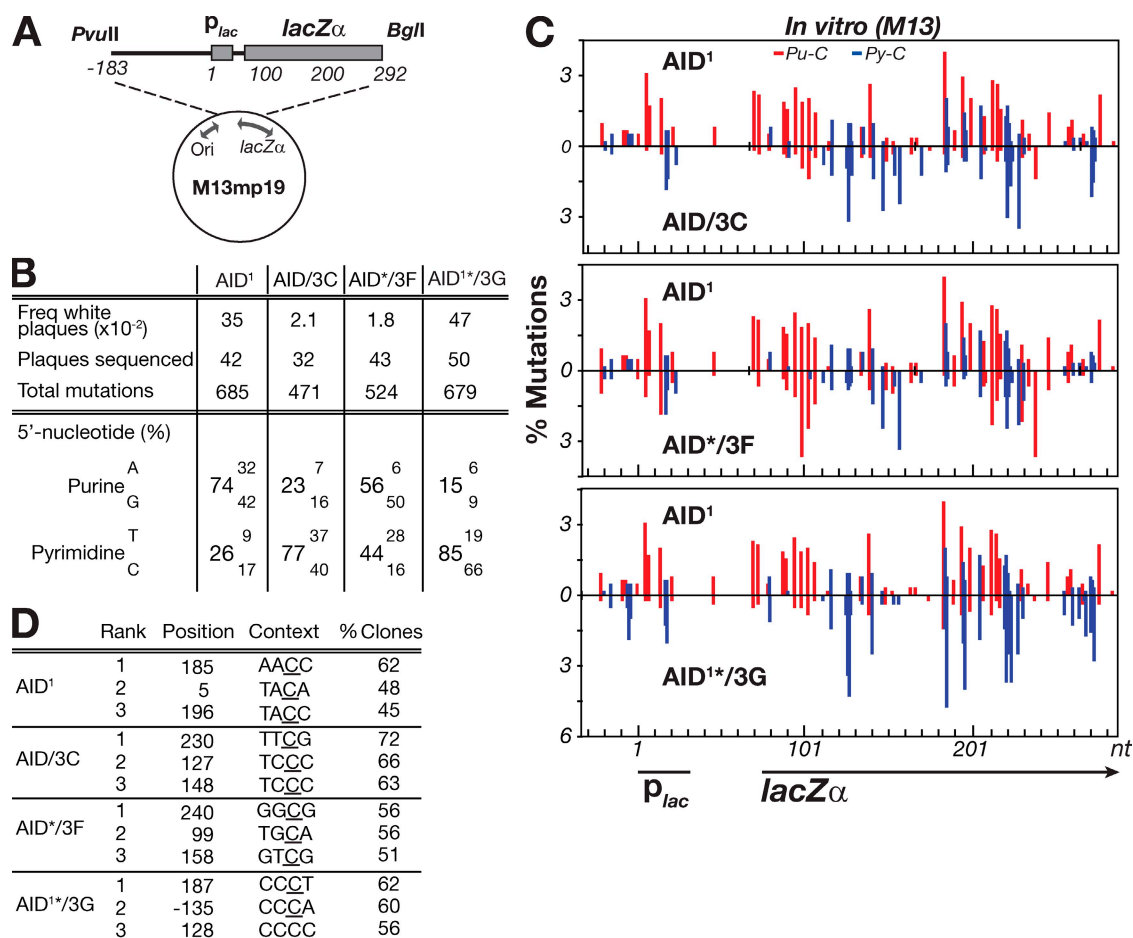 A
PvuII
plac
lacZα
BglI
-183
1
100
200
292
Ori
lacZα
M13mp19
B
AID¹ AID/3C AID*/3F AID¹*/3G
Freq white
plaques (x10⁻²) 35 2.1 1.8 47
Plaques sequenced 42 32 43 50
Total mutations 685 471 524 679
5'-nucleotide (%)
A 32 7 6 6
Purine 74 23 56 15
G 42 16 50 9
T 9 37 28 19
Pyrimidine 26 77 44 85
C 17 40 16 66
C
In vitro (M13)
Pu-C Py-C
% Mutations
AID¹
3
0
3
AID/3C
AID¹
3
0
3
AID*/3F
AID¹
3
0
3
AID¹*/3G
6
1 101 201 nt
plac lacZα
D
Rank Position Context % Clones
AID¹
1 185 AACC 62
2 5 TACA 48
3 196 TACC 45
AID/3C
1 230 TTCG 72
2 127 TCCC 66
3 148 TCCC 63
AID*/3F
1 240 GGCG 56
2 99 TGCA 56
3 158 GTCG 51
AID¹*/3G
1 187 CCCT 62
2 -135 CCCA 60
3 128 CCCC 56